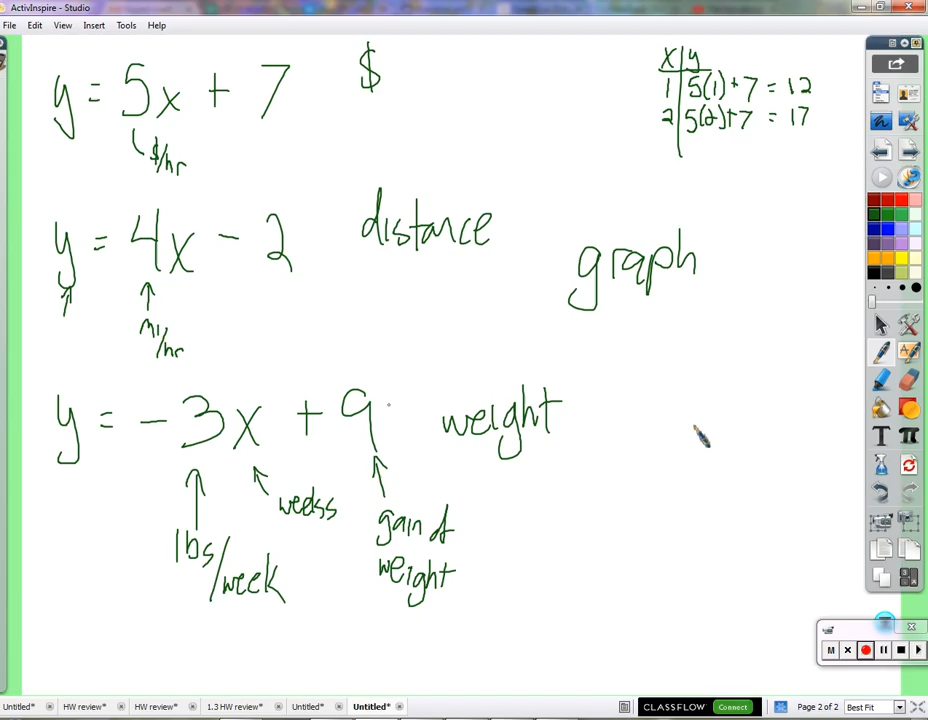 ActivInspire - Studio
File Edit View Insert Tools Help
y = 5x + 7 $
$/hr
x y
1 5(1)+7 = 12
2 5(2)+7 = 17
y = 4x - 2 distance
mi/hr
graph
y = -3x + 9 weight
lbs/week
weekss
gain of
weight
M
Untitled* HW review* HW review* 1.3 HW review* Untitled* Untitled* CLASSFLOW Connect Page 2 of 2 Best Fit